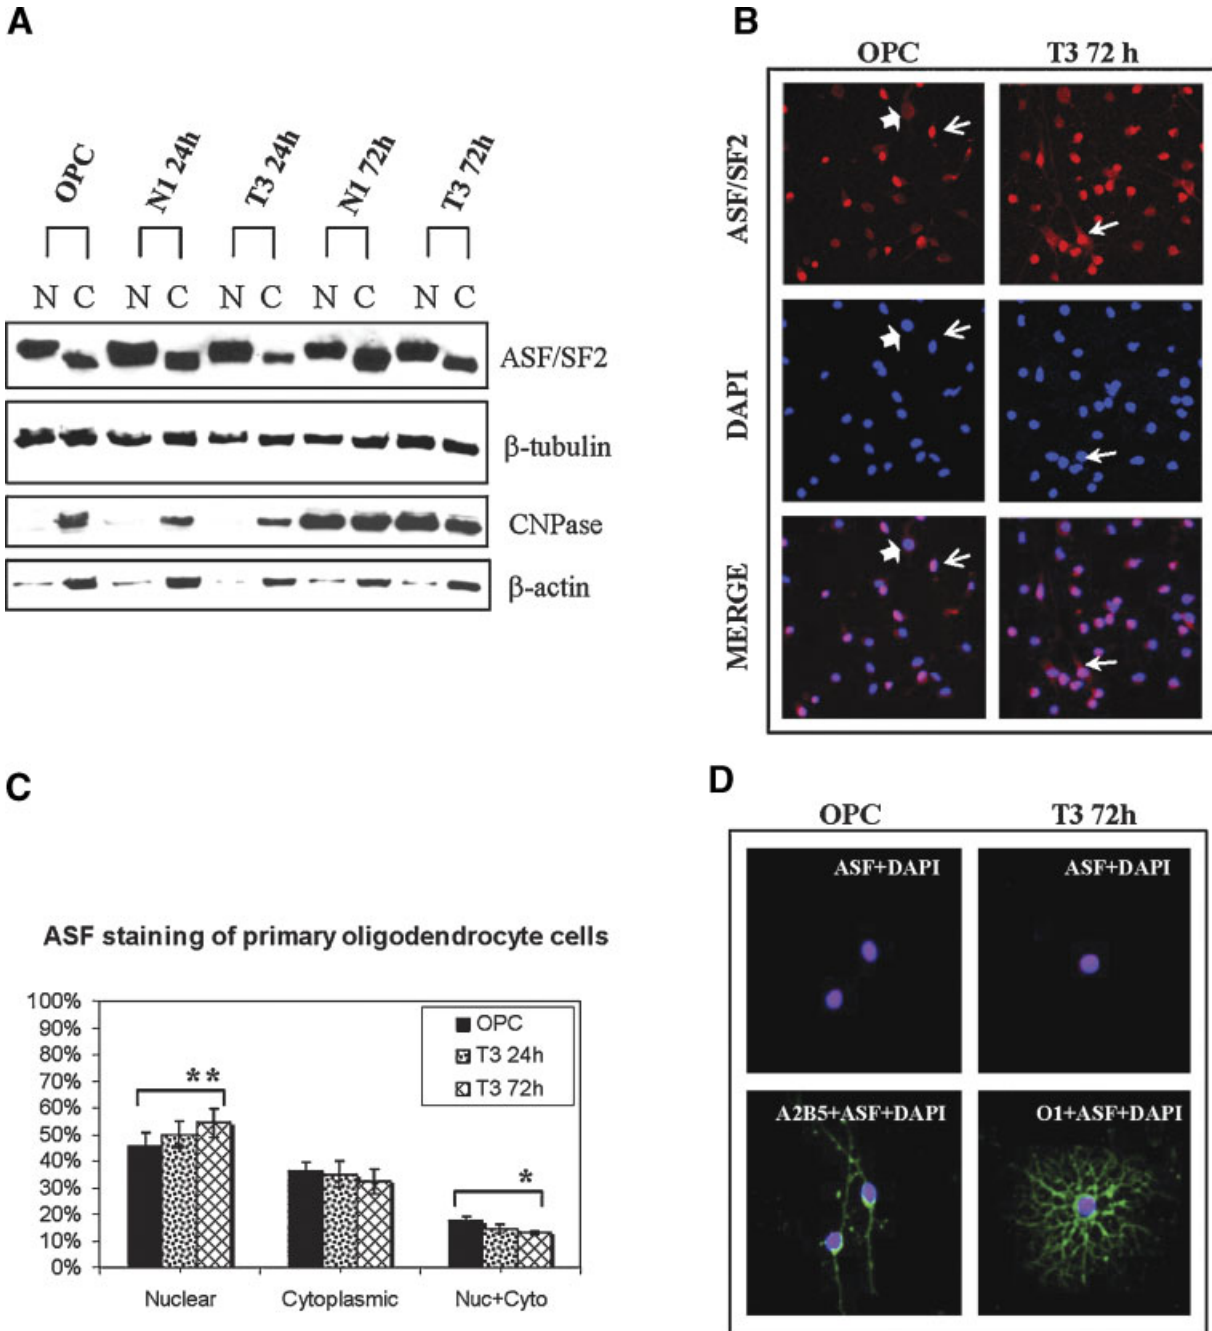 A
OPC
N1 24h
T3 24h
N1 72h
T3 72h
N C N C N C N C N C
ASF/SF2
β-tubulin
CNPase
β-actin
B
OPC T3 72 h
ASF/SF2
DAPI
MERGE
C
ASF staining of primary oligodendrocyte cells
100%
90%
80%
70%
60%
50%
40%
30%
20%
10%
0%
OPC
T3 24h
T3 72h
**
*
Nuclear Cytoplasmic Nuc+Cyto
D
OPC T3 72h
ASF+DAPI ASF+DAPI
A2B5+ASF+DAPI O1+ASF+DAPI